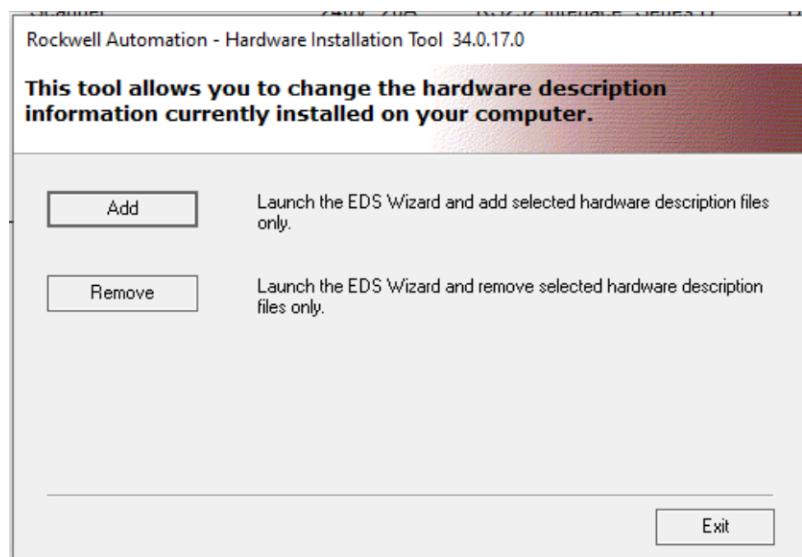 Rockwell Automation - Hardware Installation Tool 34.0.17.0
This tool allows you to change the hardware description
information currently installed on your computer.
Add
Launch the EDS Wizard and add selected hardware description files
only.
Remove
Launch the EDS Wizard and remove selected hardware description
files only.
Exit